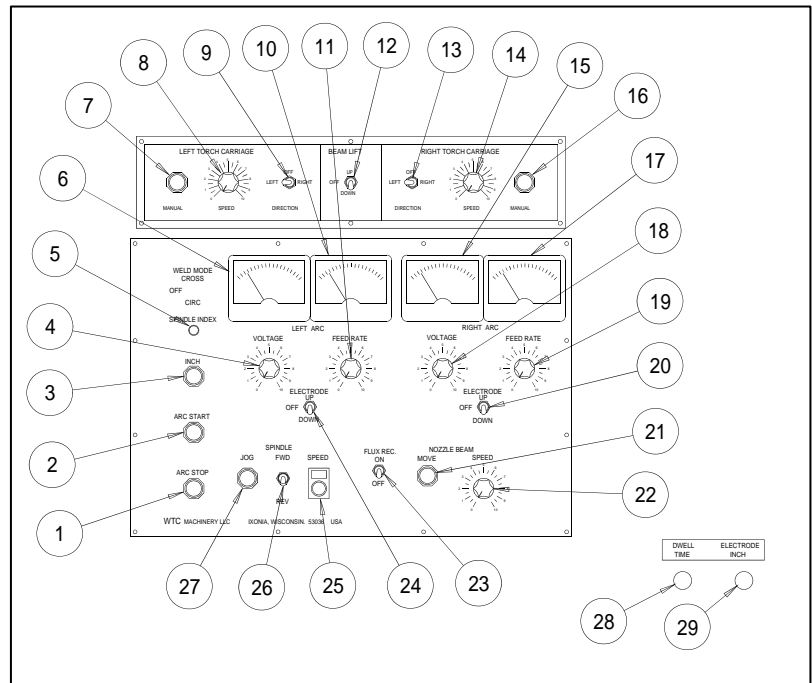 7
8
9
10
11
12
13
14
15
16
17
LEFT TORCH CARRIAGE
BEAM LIFT
RIGHT TORCH CARRIAGE
OFF
LEFT
RIGHT
UP
OFF
DOWN
OFF
LEFT
RIGHT
MANUAL
SPEED
DIRECTION
DIRECTION
SPEED
MANUAL
6
5
4
3
2
1
18
19
20
21
22
WELD MODE
CROSS
OFF
CIRC
SPINDLE INDEX
LEFT ARC
RIGHT ARC
VOLTAGE
FEED RATE
VOLTAGE
FEED RATE
INCH
ELECTRODE
UP
OFF
DOWN
ELECTRODE
UP
OFF
DOWN
ARC START
ARC STOP
JOG
SPINDLE
FWD
REV
SPEED
FLUX REC.
ON
OFF
NOZZLE BEAM
MOVE
SPEED
WTC MACHINERY LLC IXONIA, WISCONSIN. 53036 USA
DWELL TIME
ELECTRODE INCH
27
26
25
24
23
28
29